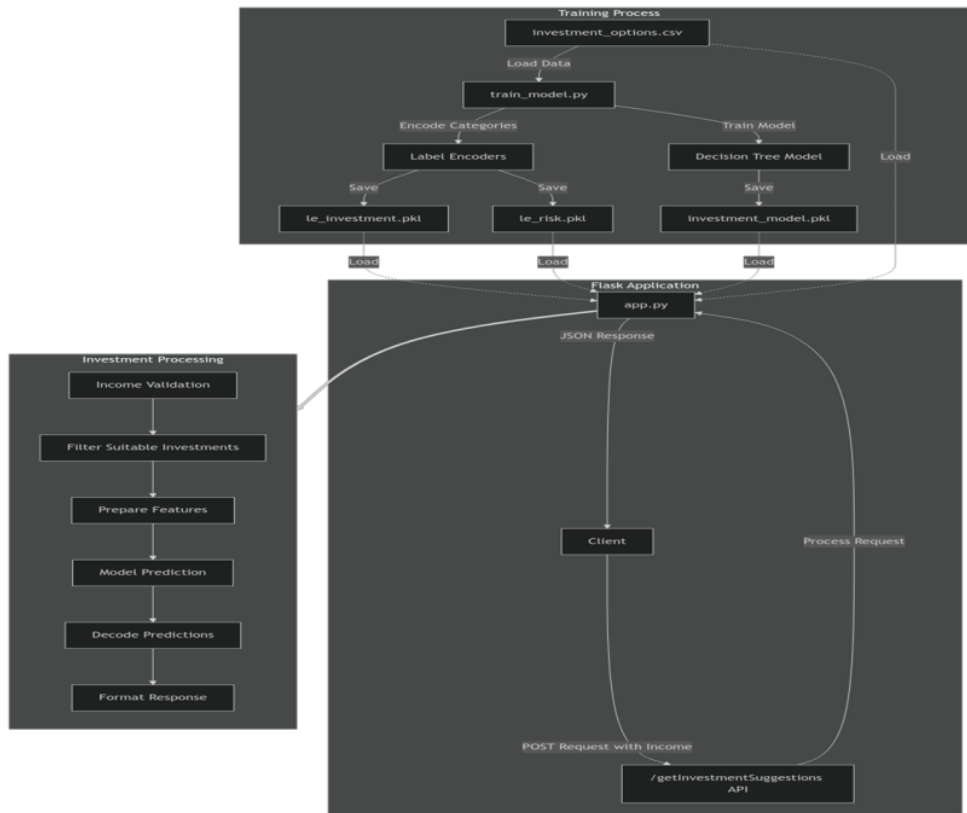 Training Process
investment_options.csv
Load Data
train_model.py
Encode Categories
Train Model
Label Encoders
Decision Tree Model
Load
Save
Save
Save
le_investment.pkl
le_risk.pkl
investment_model.pkl
Load
Load
Load
Flask Application
app.py
JSON Response
Investment Processing
Income Validation
Filter Suitable Investments
Prepare Features
Model Prediction
Decode Predictions
Format Response
Client
Process Request
POST Request with Income
/getInvestmentSuggestions
API